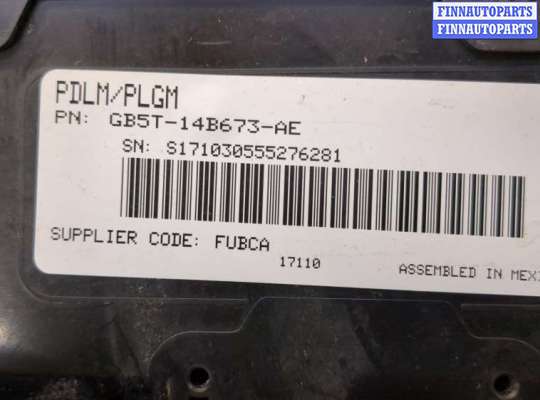 FINNAUTOPARTS
FINNAUTOPARTS
PDLM/PLGM
PN: GB5T-14B673-AE
SN: S171030555276281
SUPPLIER CODE: FUBCA
17110
ASSEMBLED IN MEXI